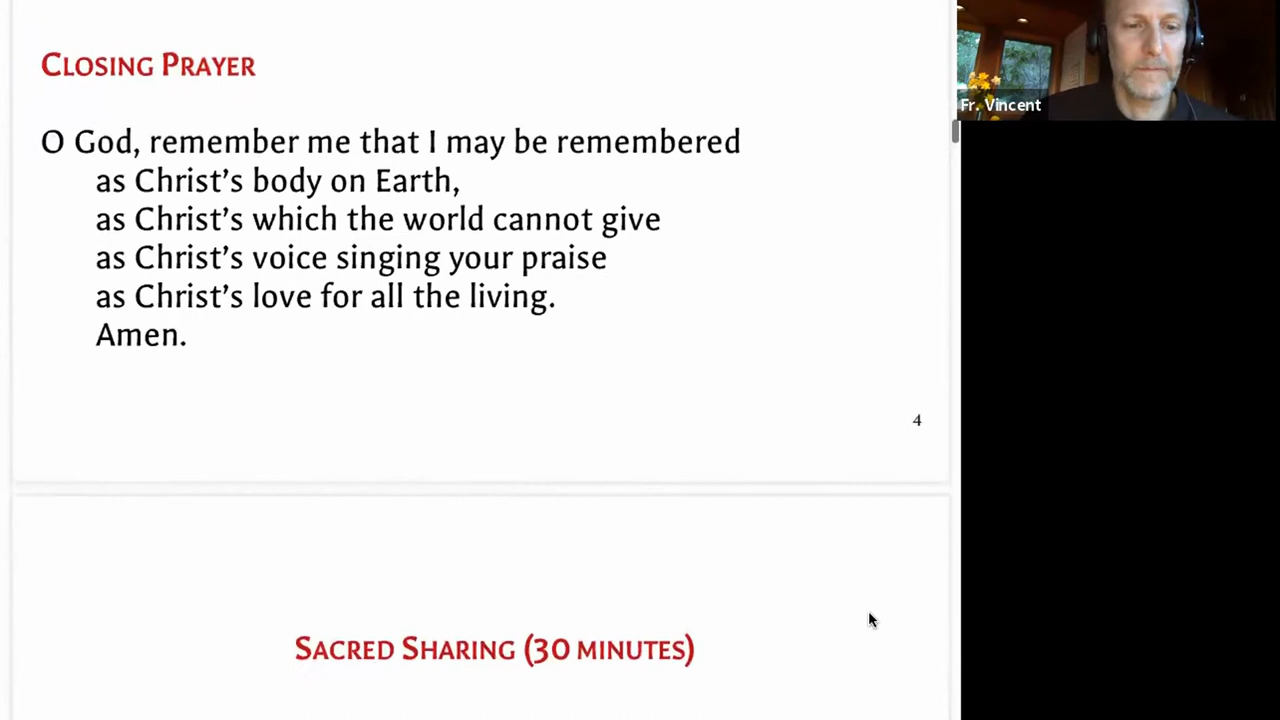 CLOSING PRAYER
O God, remember me that I may be remembered
as Christ’s body on Earth,
as Christ’s which the world cannot give
as Christ’s voice singing your praise
as Christ’s love for all the living.
Amen.
4
SACRED SHARING (30 MINUTES)
Fr. Vincent